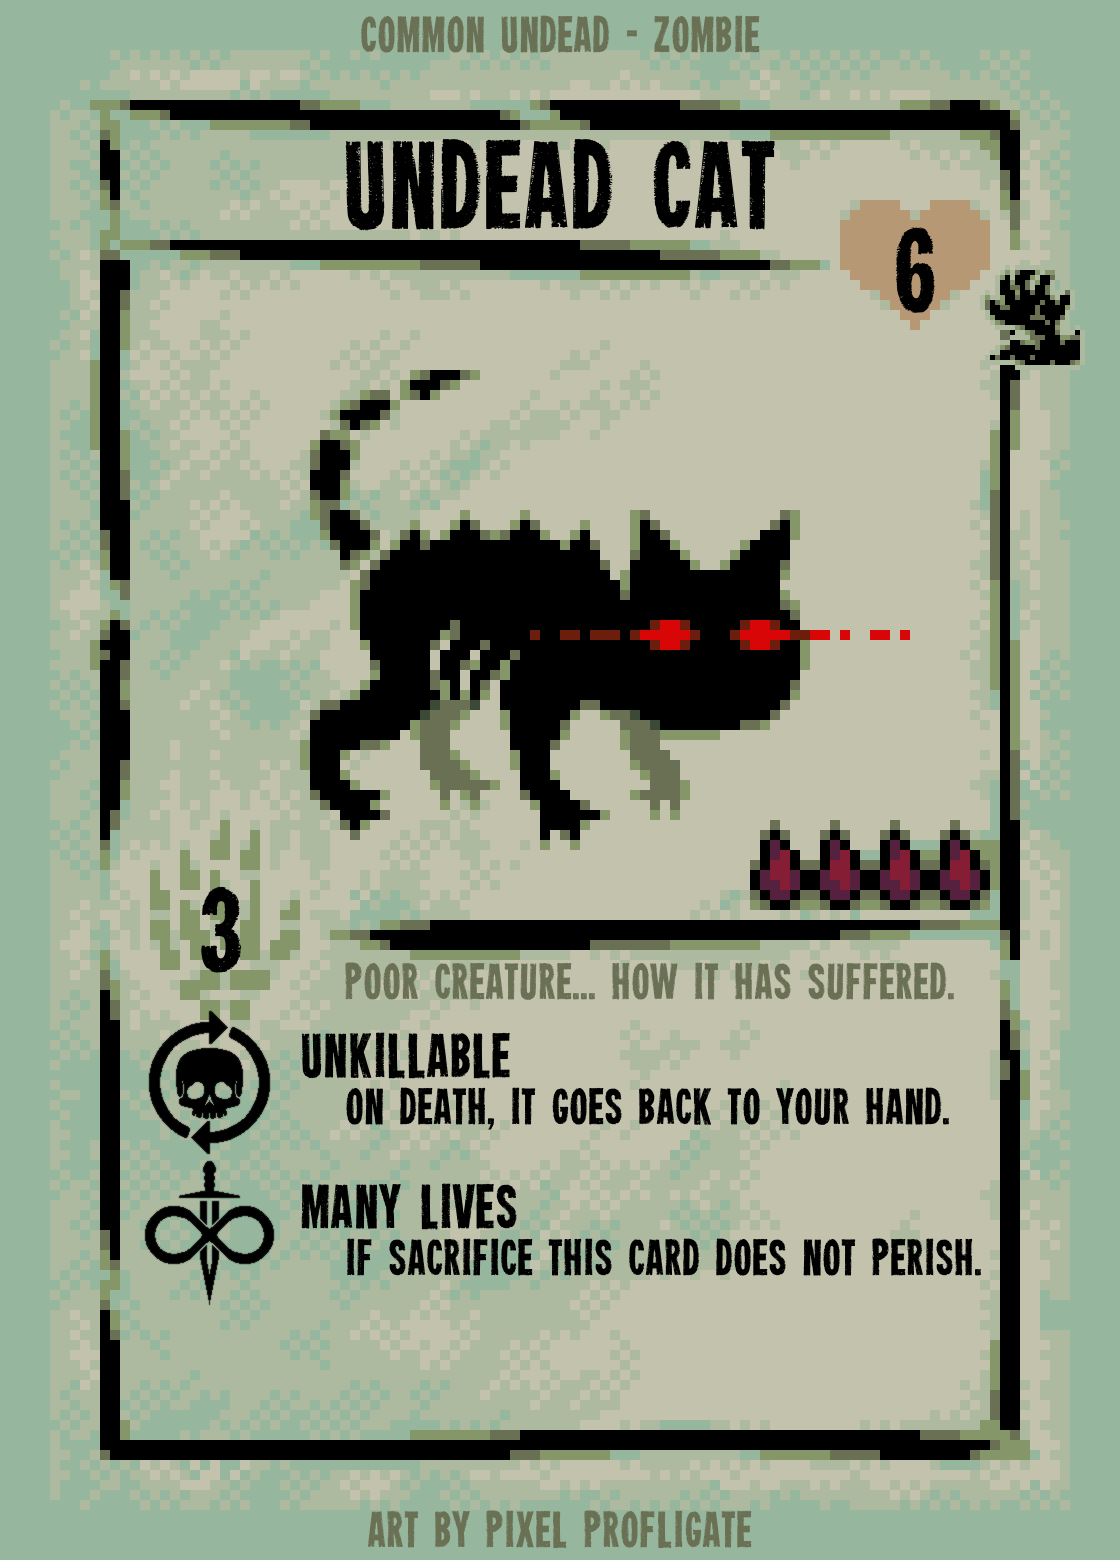 COMMON UNDEAD - ZOMBIE
UNDEAD CAT
6
3
POOR CREATURE... HOW IT HAS SUFFERED.
UNKILLABLE
ON DEATH, IT GOES BACK TO YOUR HAND.
MANY LIVES
IF SACRIFICE THIS CARD DOES NOT PERISH.
ART BY PIXEL PROFLIGATE